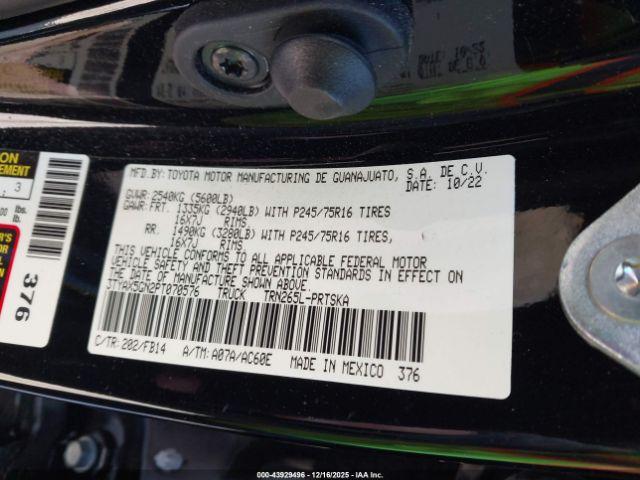 MFD.BY: TOYOTA MOTOR MANUFACTURING DE GUANAJUATO, S.A. DE C.V.
DATE: 10/22
GVWR: 2540KG (5600LB)
GAWR: FRT. 1335KG (2940LB) WITH P245/75R16 TIRES
16X7J RIMS
RR. 1490KG (3280LB) WITH P245/75R16 TIRES,
16X7J RIMS,
THIS VEHICLE CONFORMS TO ALL APPLICABLE FEDERAL MOTOR
VEHICLE SAFETY AND THEFT PREVENTION STANDARDS IN EFFECT ON
THE DATE OF MANUFACTURE SHOWN ABOVE.
3TYAX5GN2PT070576 TRUCK TRN265L-PRTSKA
C/TR: 202/FB14 A/TM: A07A/AC60E MADE IN MEXICO 376
376
000-43929496 - 12/16/2025 - IAAI.COM